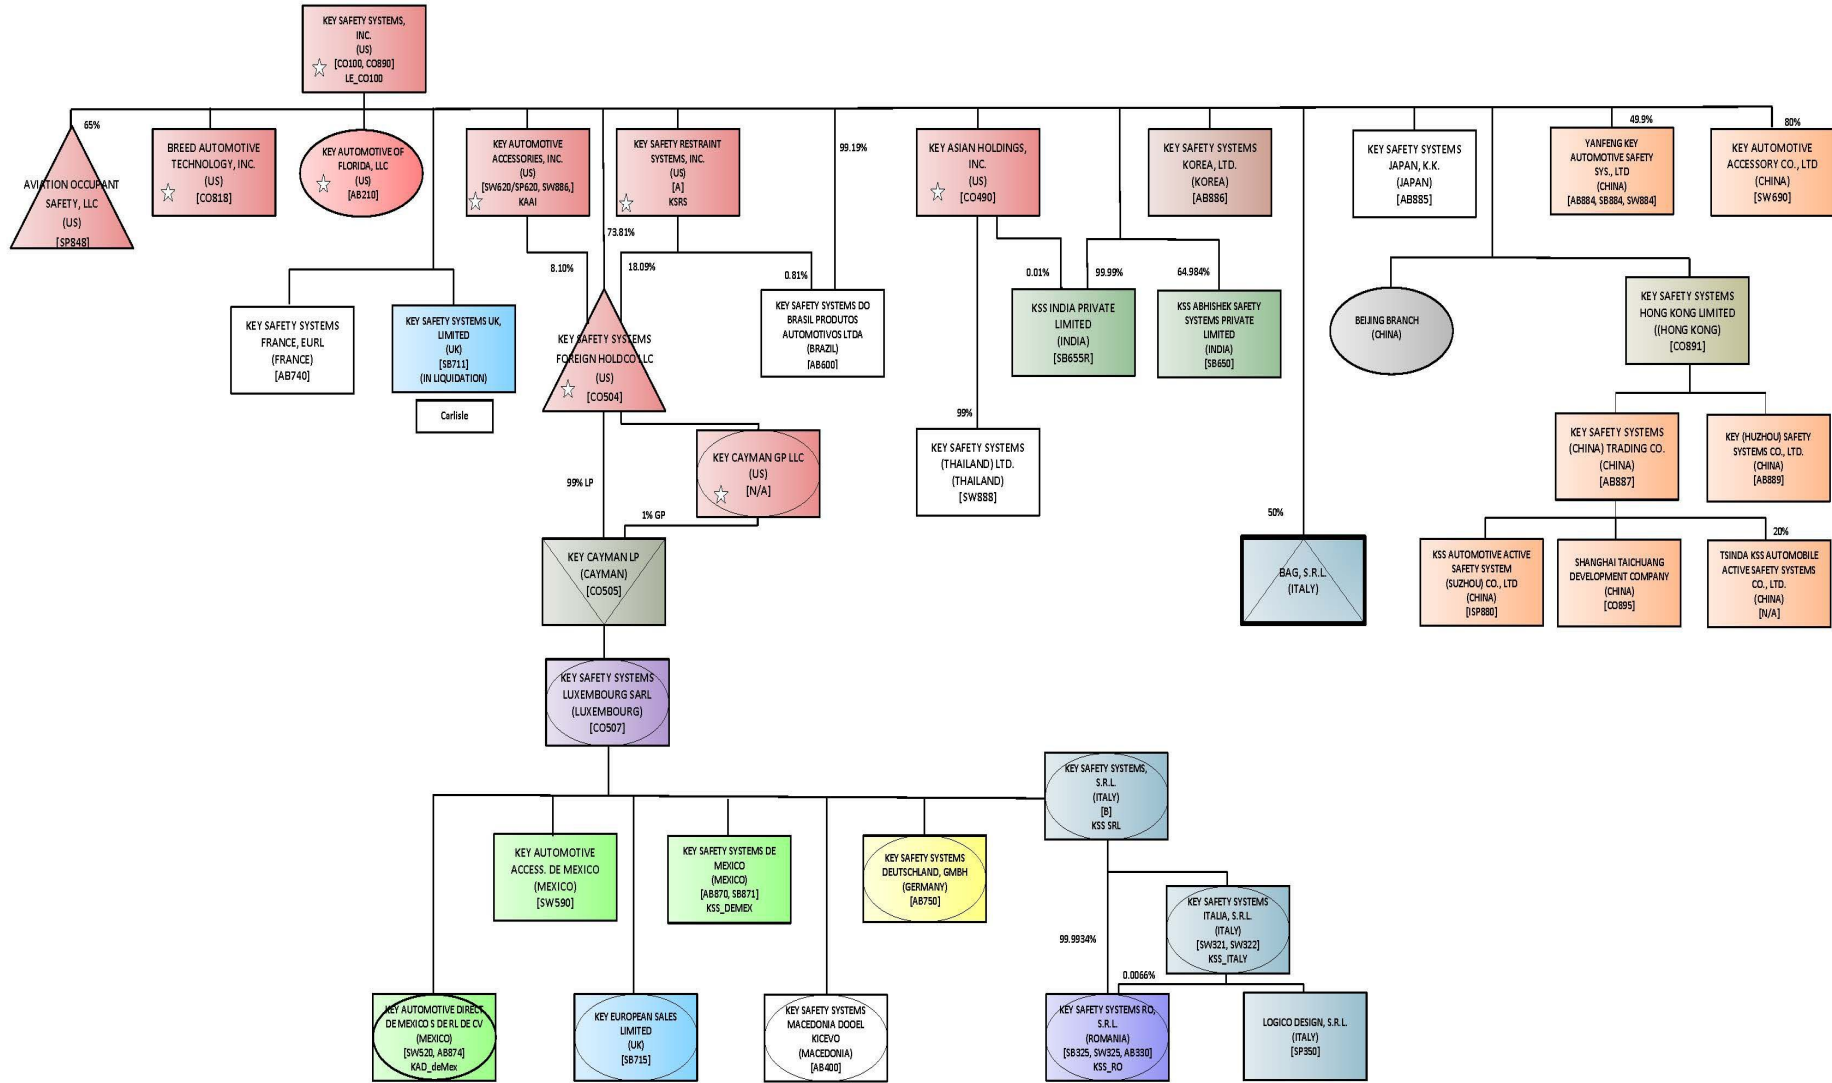 KEY SAFETY SYSTEMS,
INC.
(US)
[CO100, CO890]
LE_CO100
65%
AVIATION OCCUPANT
SAFETY, LLC
(US)
[SP848]
BREED AUTOMOTIVE
TECHNOLOGY, INC.
(US)
[CO818]
KEY AUTOMOTIVE OF
FLORIDA, LLC
(US)
[AB210]
KEY AUTOMOTIVE
ACCESSORIES, INC.
(US)
[SW620/SP620, SW886,]
KAAI
KEY SAFETY RESTRAINT
SYSTEMS, INC.
(US)
[A]
KSRS
99.19%
KEY ASIAN HOLDINGS,
INC.
(US)
[CO490]
KEY SAFETY SYSTEMS
KOREA, LTD.
(KOREA)
[AB886]
KEY SAFETY SYSTEMS
JAPAN, K.K.
(JAPAN)
[AB885]
49.9%
YANFENG KEY
AUTOMOTIVE SAFETY
SYS., LTD
(CHINA)
[AB884, SB884, SW884]
80%
KEY AUTOMOTIVE
ACCESSORY CO., LTD
(CHINA)
[SW690]
73.81%
8.10%
18.09%
0.81%
0.01%
99.99%
64.984%
KEY SAFETY SYSTEMS
FRANCE, EURL
(FRANCE)
[AB740]
KEY SAFETY SYSTEMS UK,
LIMITED
(UK)
[SB711]
(IN LIQUIDATION)
Carlisle
KEY SAFETY SYSTEMS
FOREIGN HOLDCO LLC
(US)
[CO504]
KEY SAFETY SYSTEMS DO
BRASIL PRODUTOS
AUTOMOTIVOS LTDA
(BRAZIL)
[AB600]
KSS INDIA PRIVATE
LIMITED
(INDIA)
[SB655R]
KSS ABHISHEK SAFETY
SYSTEMS PRIVATE
LIMITED
(INDIA)
[SB650]
BEIJING BRANCH
(CHINA)
KEY SAFETY SYSTEMS
HONG KONG LIMITED
((HONG KONG)
[CO891]
99%
KEY SAFETY SYSTEMS
(THAILAND) LTD.
(THAILAND)
[SW888]
KEY CAYMAN GP LLC
(US)
[N/A]
99% LP
1% GP
KEY SAFETY SYSTEMS
(CHINA) TRADING CO.
(CHINA)
[AB887]
KEY (HUZHOU) SAFETY
SYSTEMS CO., LTD.
(CHINA)
[AB889]
50%
BAG, S.R.L.
(ITALY)
20%
KSS AUTOMOTIVE ACTIVE
SAFETY SYSTEM
(SUZHOU) CO., LTD
(CHINA)
[ISP880]
SHANGHAI TAICHUANG
DEVELOPMENT COMPANY
(CHINA)
[CO895]
TSINDA KSS AUTOMOBILE
ACTIVE SAFETY SYSTEMS
CO., LTD.
(CHINA)
[N/A]
KEY CAYMAN LP
(CAYMAN)
[CO505]
KEY SAFETY SYSTEMS
LUXEMBOURG SARL
(LUXEMBOURG)
[CO507]
KEY SAFETY SYSTEMS,
S.R.L.
(ITALY)
[B]
KSS SRL
KEY AUTOMOTIVE
ACCESS. DE MEXICO
(MEXICO)
[SW590]
KEY SAFETY SYSTEMS DE
MEXICO
(MEXICO)
[AB870, SB871]
KSS_DEMEX
KEY SAFETY SYSTEMS
DEUTSCHLAND, GMBH
(GERMANY)
[AB750]
99.9934%
KEY SAFETY SYSTEMS
ITALIA, S.R.L.
(ITALY)
[SW321, SW322]
KSS_ITALY
0.0066%
KEY AUTOMOTIVE DIRECT
DE MEXICO S DE RL DE CV
(MEXICO)
[SW520, AB874]
KAD_deMex
KEY EUROPEAN SALES
LIMITED
(UK)
[SB715]
KEY SAFETY SYSTEMS
MACEDONIA DOOEL
KICEVO
(MACEDONIA)
[AB400]
KEY SAFETY SYSTEMS RO,
S.R.L.
(ROMANIA)
[SB325, SW325, AB330]
KSS_RO
LOGICO DESIGN, S.R.L.
(ITALY)
[SP350]